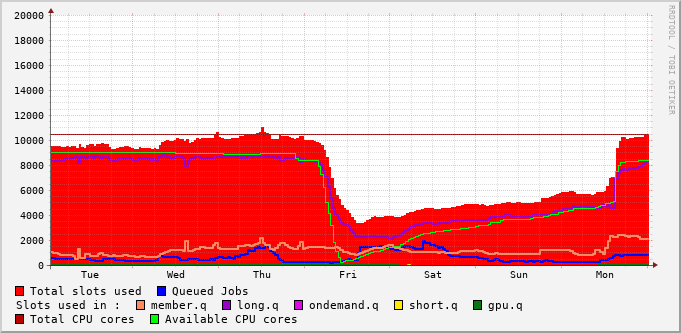 RRDTOOL / TOBI OETIKER
20000
18000
16000
14000
12000
10000
8000
6000
4000
2000
0
Tue Wed Thu Fri Sat Sun Mon
Total slots used Queued Jobs
Slots used in : member.q long.q ondemand.q short.q gpu.q
Total CPU cores Available CPU cores